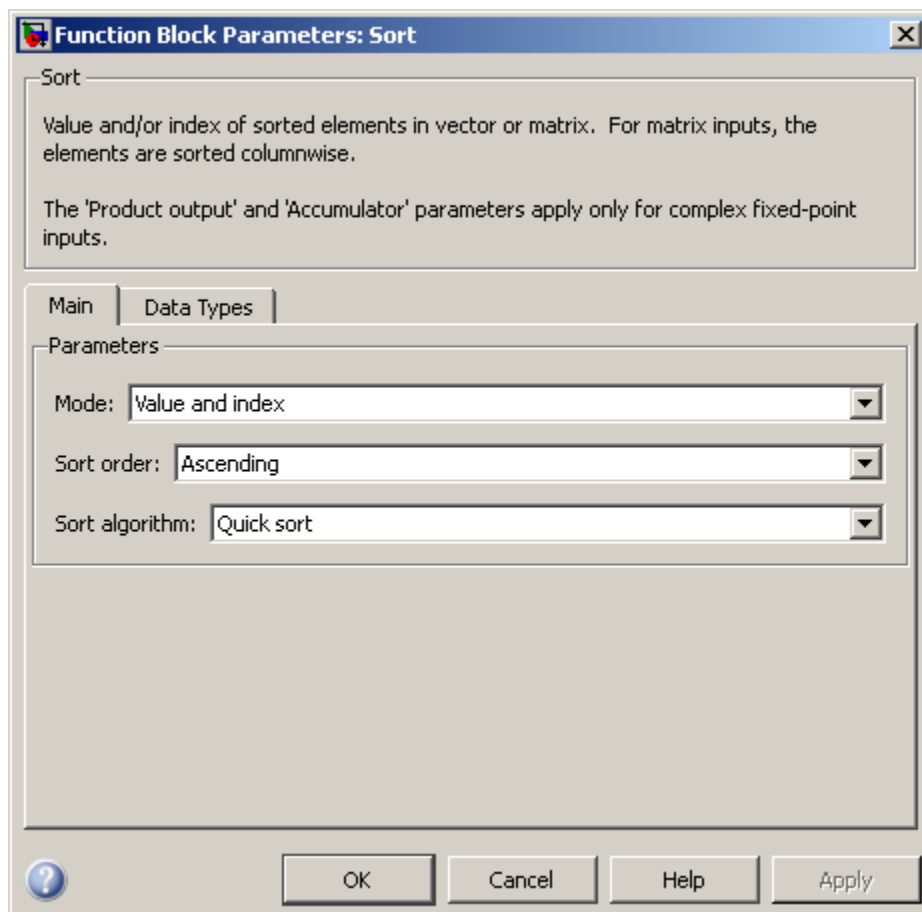 Function Block Parameters: Sort
Sort
Value and/or index of sorted elements in vector or matrix.  For matrix inputs, the
elements are sorted columnwise.
The 'Product output' and 'Accumulator' parameters apply only for complex fixed-point
inputs.
Main Data Types
Parameters
Mode: Value and index
Sort order: Ascending
Sort algorithm: Quick sort
? OK Cancel Help Apply